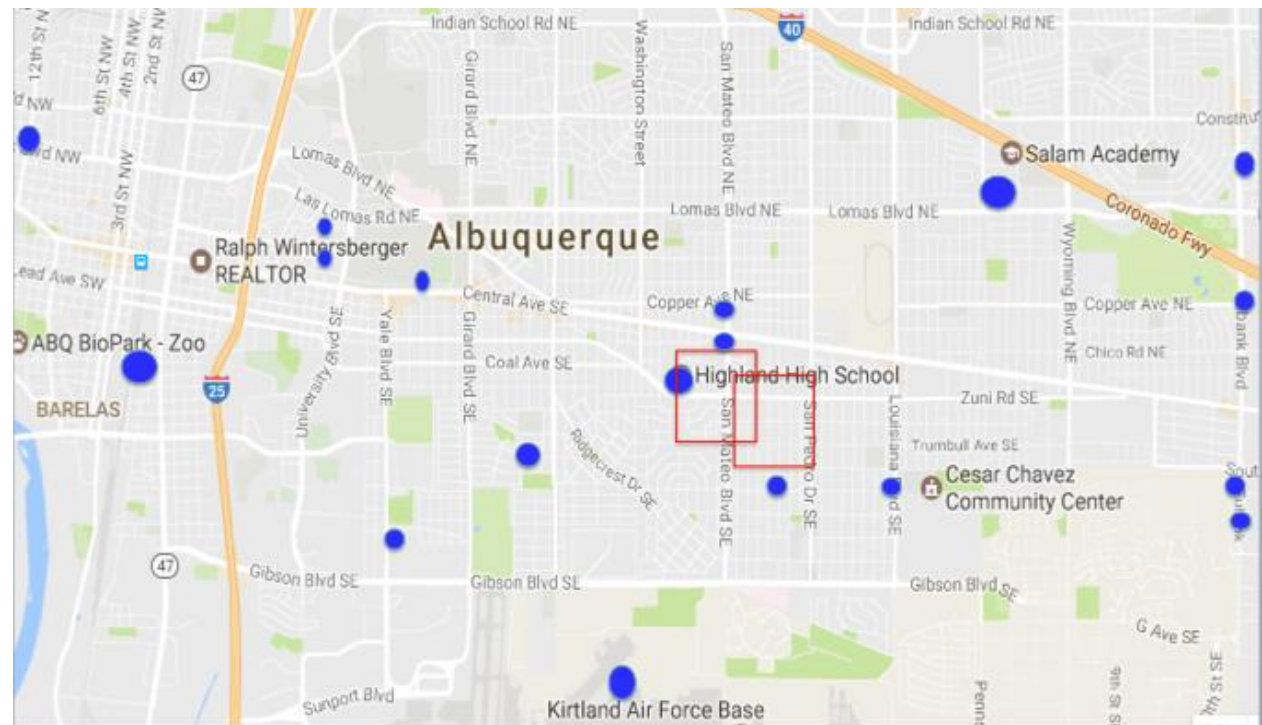 Indian School Rd NE
Indian School Rd NE
40
12th St N
6th St NW
4th St NW
2nd St NV
47
Girard Blvd NE
Washington Street
San Mateo Blvd NE
Constitu
Salam Academy
Lomas Blvd NE
3rd St NW
Las Lomas Rd NE
Lomas Blvd NE
Lomas Blvd NE
Coronado Fwy
Albuquerque
Ralph Wintersberger
REALTOR
Wyoming Blvd NE
Lead Ave SW
Central Ave SE
Copper Ave NE
Copper Ave NE
ABQ BioPark - Zoo
University Blvd SE
Yale Blvd SE
Girard Blvd SE
Coal Ave SE
Chico Rd NE
bank Blvd
25
Highland High School
BARELAS
Zuni Rd SE
San Mateo Blvd SE
San Pedro Dr SE
Louisiana Blvd SE
Ridgecrest Dr SE
Trumbull Ave SE
Cesar Chavez
Community Center
47
Gibson Blvd SE
Gibson Blvd SE
Gibson Blvd SE
G Ave SE
Sunport Blvd
Kirtland Air Force Base
Penn
9th St S